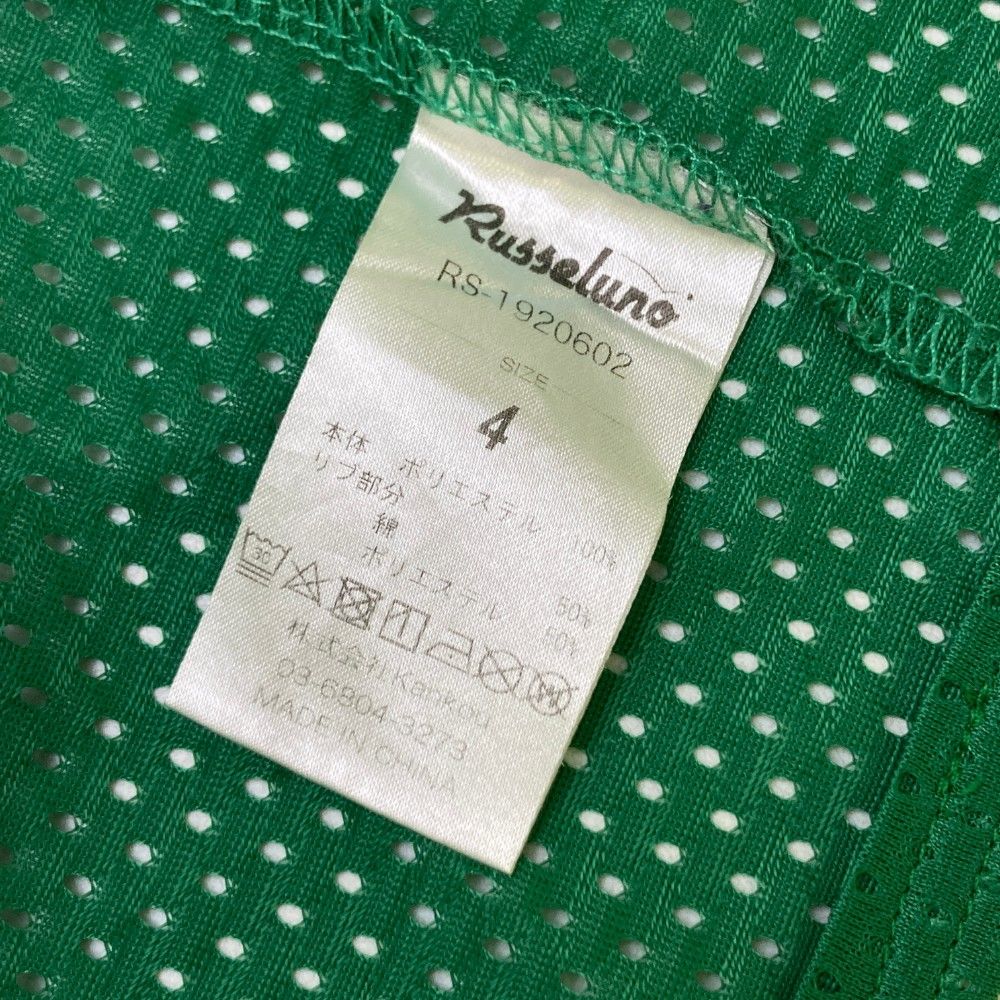 Russeluno
RS-1920602
SIZE
4
本体 ポリエステル 100%
リブ部分
綿 50%
ポリエステル 50%
30
株式会社Kantou
03-6804-3273
MADE IN CHINA